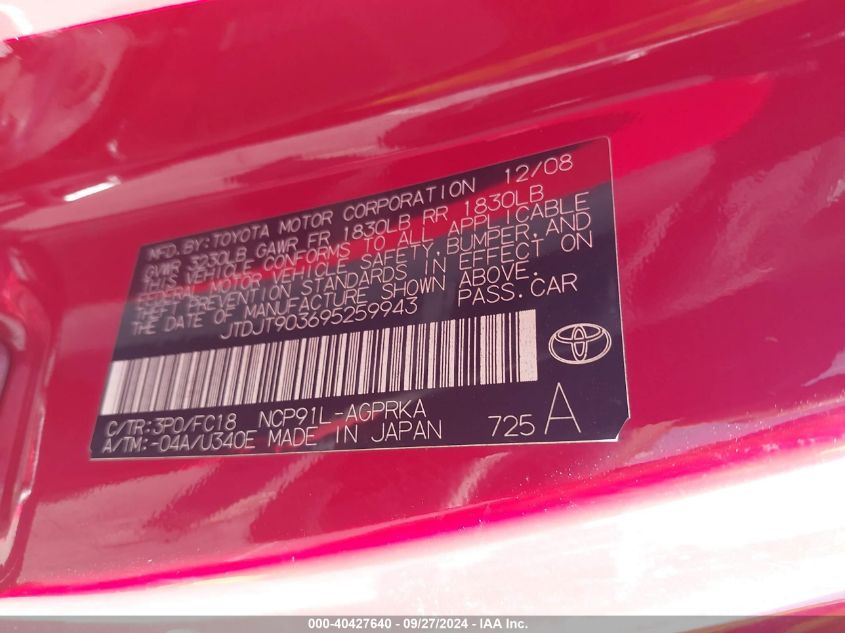 MFD. BY: TOYOTA MOTOR CORPORATION 12/08
GVWR 3230LB GAWR FR 1830LB RR 1830LB
THIS VEHICLE CONFORMS TO ALL APPLICABLE
FEDERAL MOTOR VEHICLE SAFETY, BUMPER, AND
THEFT PREVENTION STANDARDS IN EFFECT ON
THE DATE OF MANUFACTURE SHOWN ABOVE.
JTDJT903695259943 PASS. CAR
C/TR: 3P0/FC18 NCP91L-AGPRKA
A/TM: -04A/U340E MADE IN JAPAN 725 A
000-40427640 - 09/27/2024 - IAA Inc.